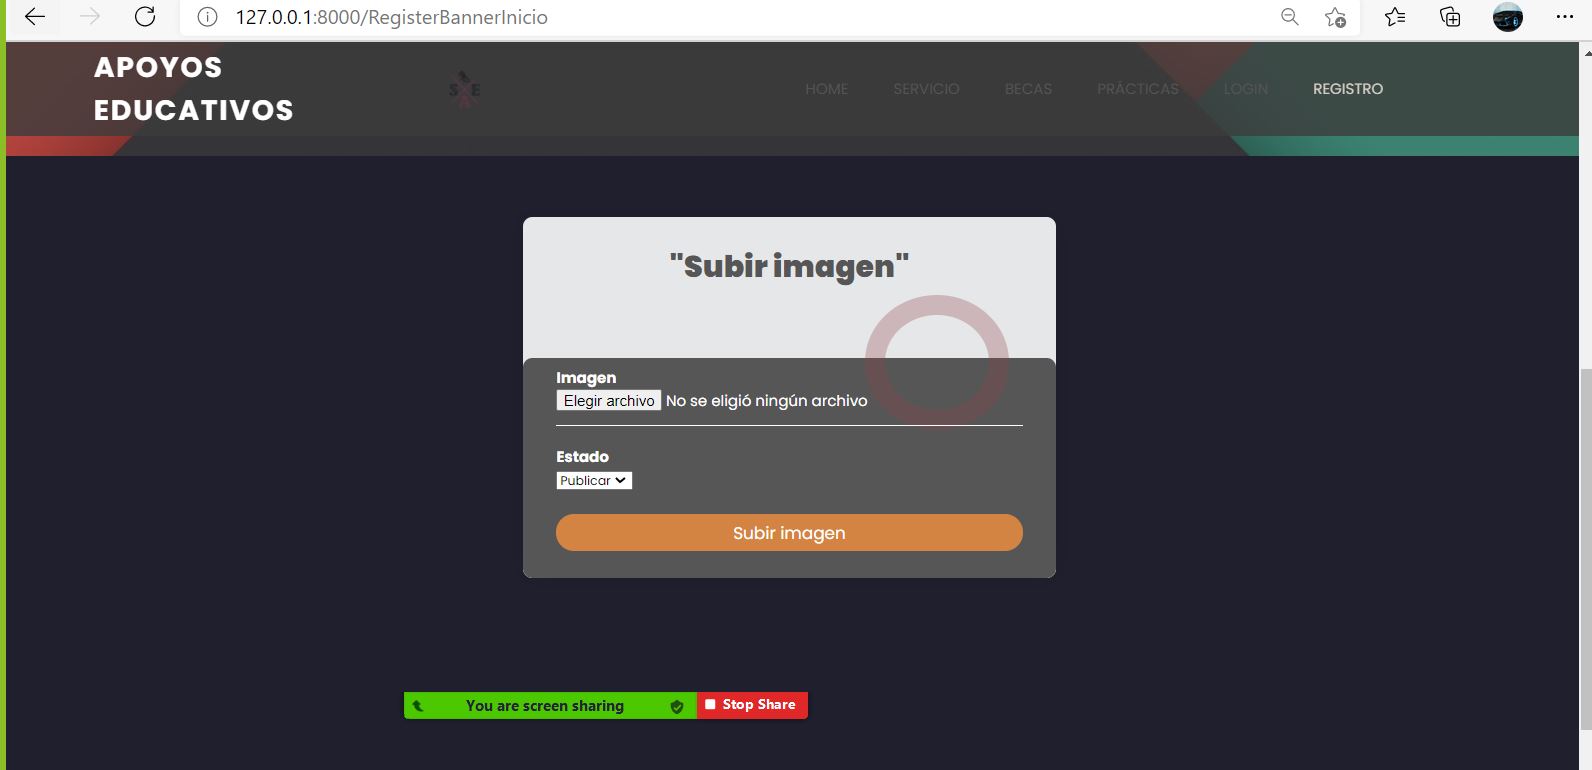 127.0.0.1:8000/RegisterBannerInicio
APOYOS
EDUCATIVOS
SAE
HOME SERVICIO BECAS PRÁCTICAS LOGIN REGISTRO
"Subir imagen"
Imagen
Elegir archivo No se eligió ningún archivo
Estado
Publicar
Subir imagen
You are screen sharing Stop Share